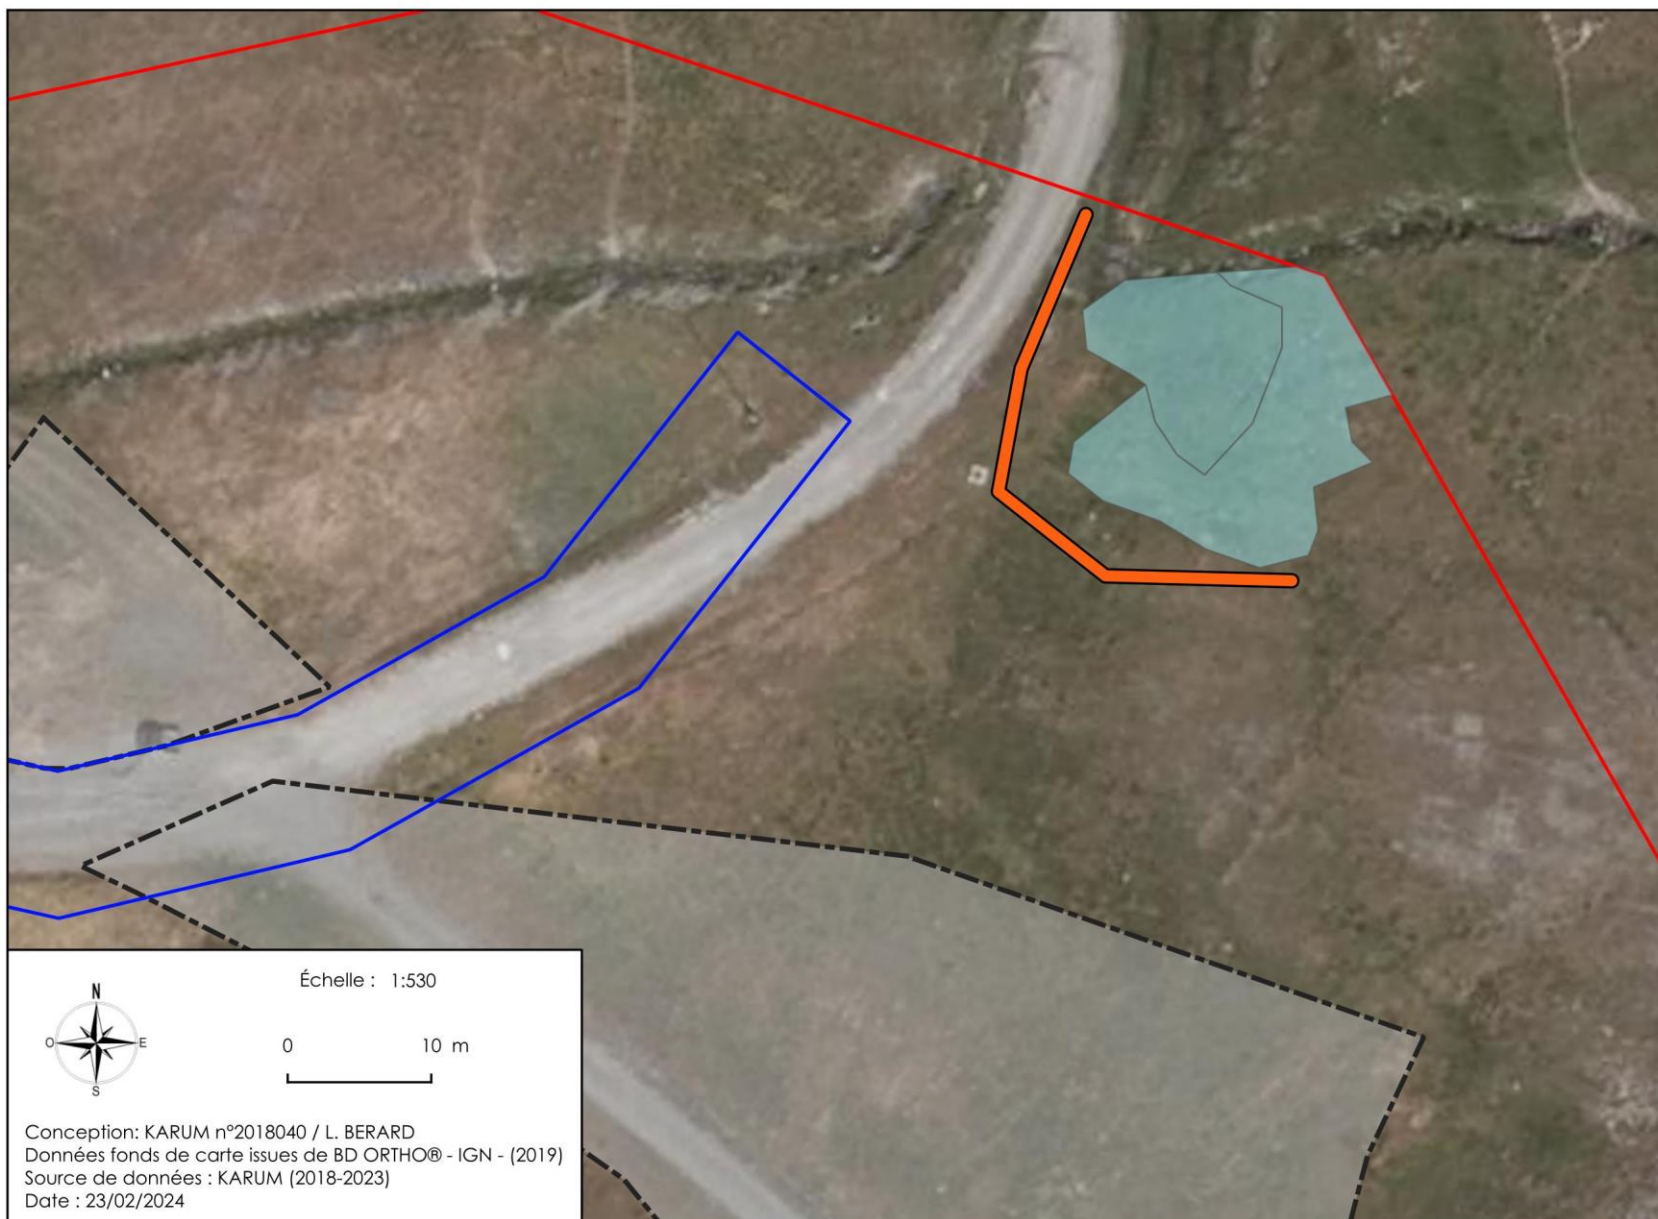 Échelle : 1:530
N
O E
S
0 10 m
Conception: KARUM n°2018040 / L. BERARD
Données fonds de carte issues de BD ORTHO® - IGN - (2019)
Source de données : KARUM (2018-2023)
Date : 23/02/2024